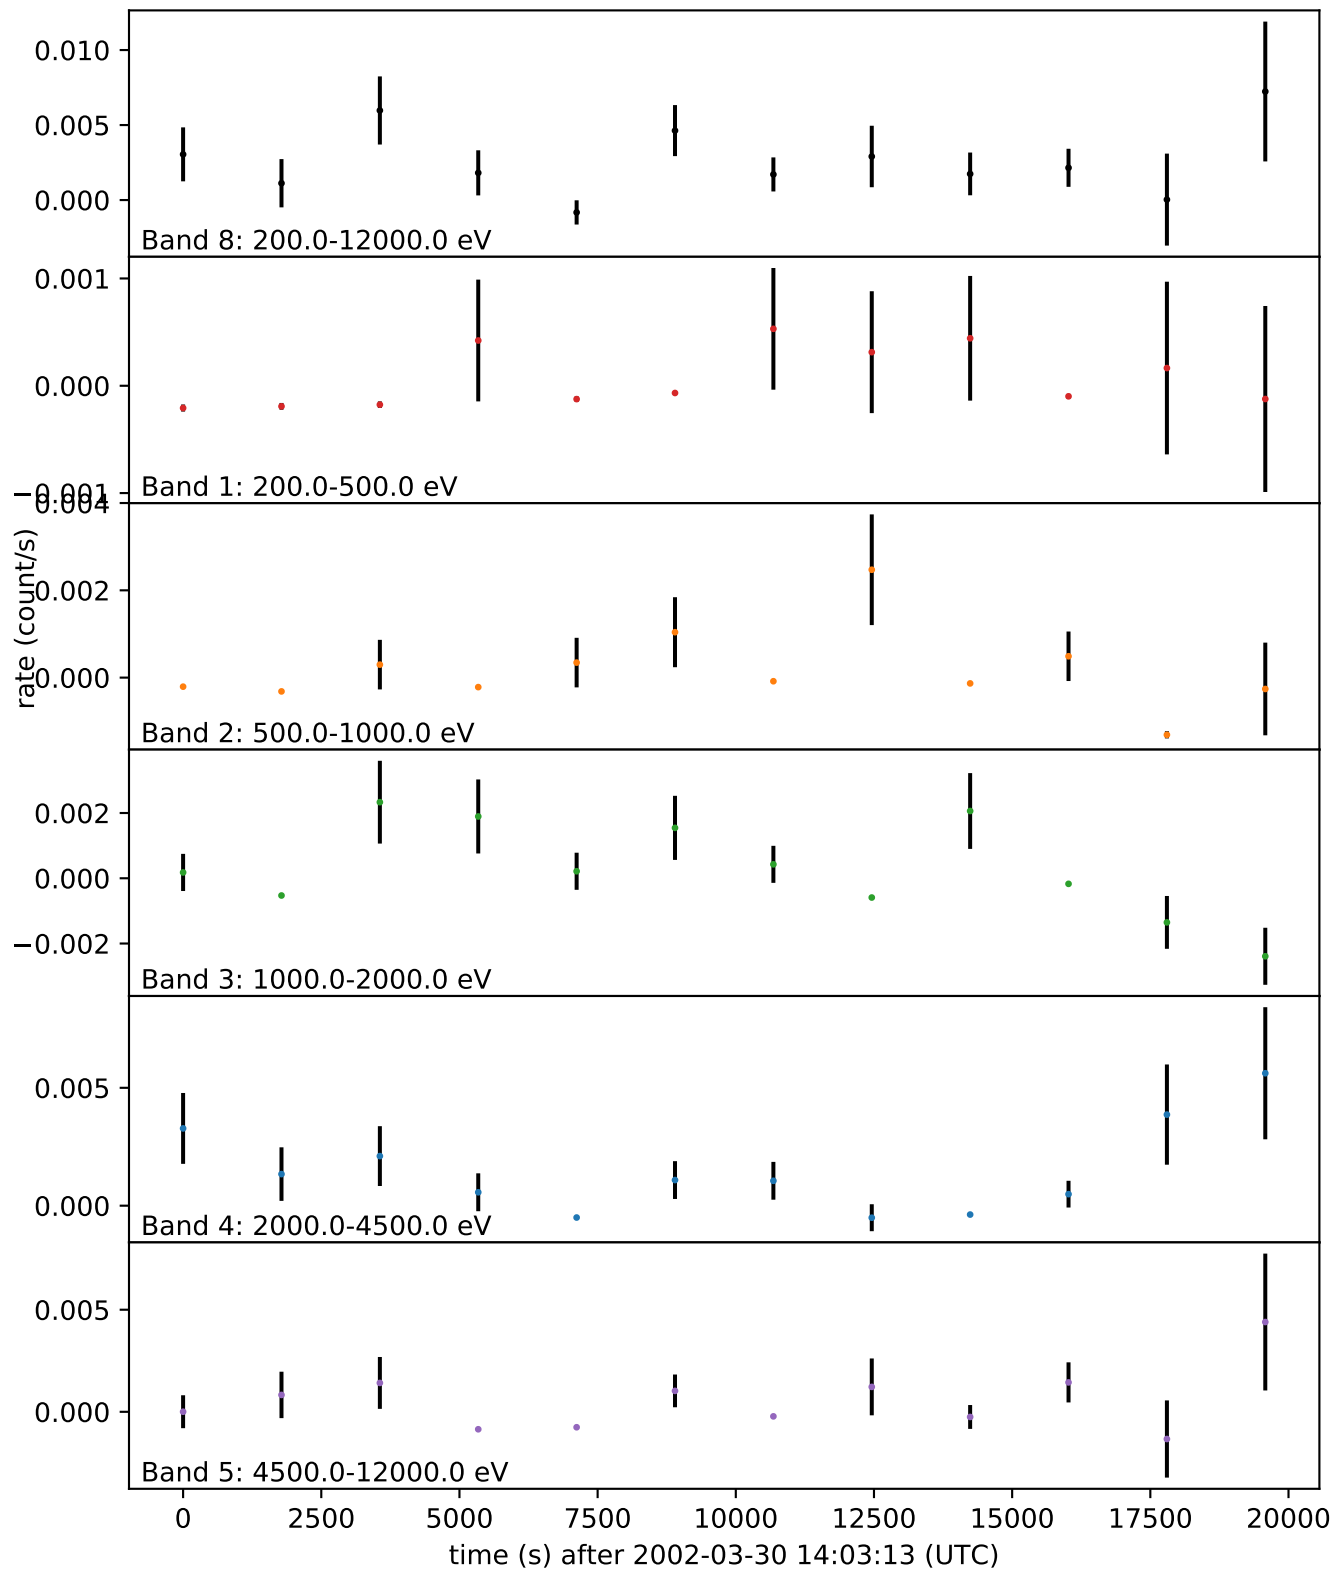 0.010
0.005
0.000
Band 8: 200.0-12000.0 eV
0.001
0.000
−0.001
Band 1: 200.0-500.0 eV
0.004
0.002
0.000
Band 2: 500.0-1000.0 eV
rate (count/s)
0.002
0.000
−0.002
Band 3: 1000.0-2000.0 eV
0.005
0.000
Band 4: 2000.0-4500.0 eV
0.005
0.000
Band 5: 4500.0-12000.0 eV
0 2500 5000 7500 10000 12500 15000 17500 20000
time (s) after 2002-03-30 14:03:13 (UTC)